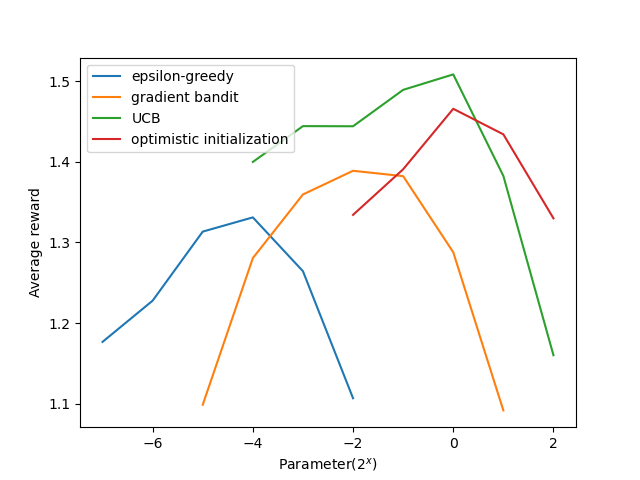 epsilon-greedy
gradient bandit
UCB
optimistic initialization
1.5
1.4
1.3
1.2
1.1
Average reward
−6 −4 −2 0 2
Parameter(2^x)